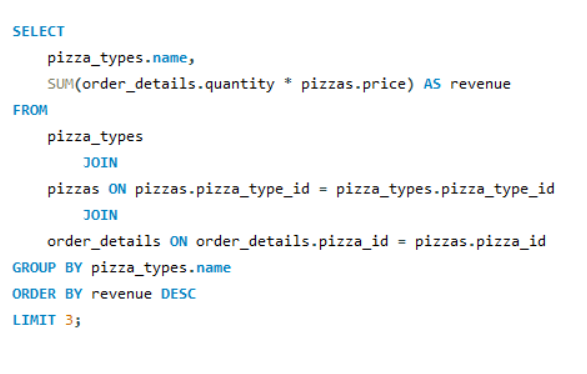 SELECT
pizza_types.name,
SUM(order_details.quantity * pizzas.price) AS revenue
FROM
pizza_types
JOIN
pizzas ON pizzas.pizza_type_id = pizza_types.pizza_type_id
JOIN
order_details ON order_details.pizza_id = pizzas.pizza_id
GROUP BY pizza_types.name
ORDER BY revenue DESC
LIMIT 3;